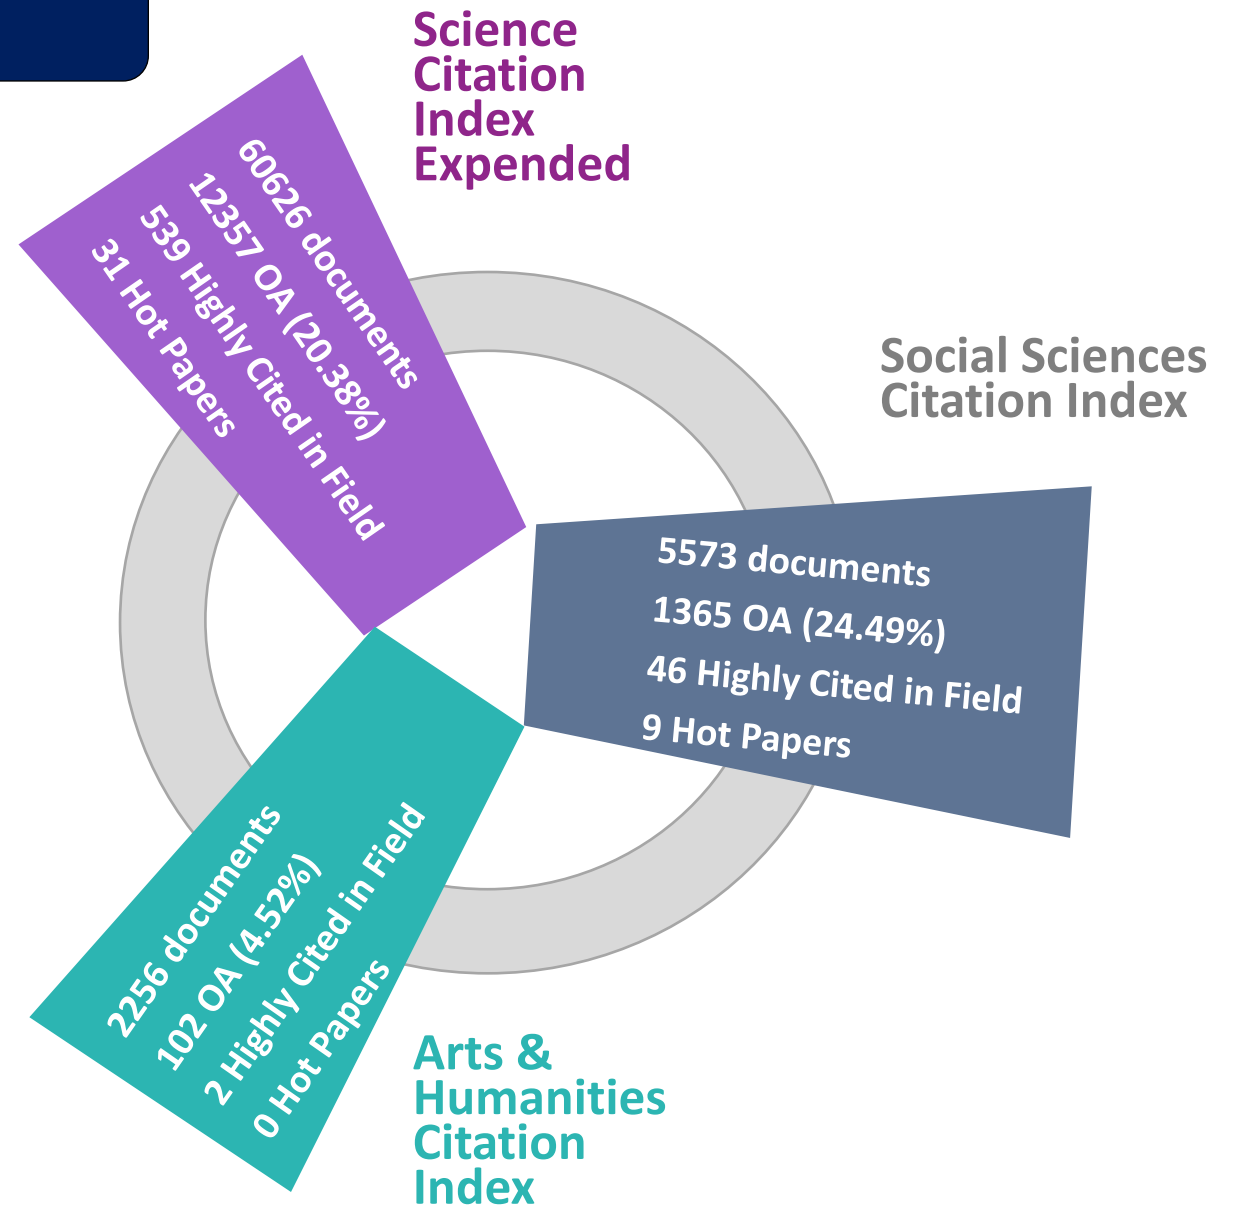 Science
Citation
Index
Expended
60626 documents
12357 OA (20.38%)
539 Highly Cited in Field
31 Hot Papers
Social Sciences
Citation Index
5573 documents
1365 OA (24.49%)
46 Highly Cited in Field
9 Hot Papers
2256 documents
102 OA (4.52%)
2 Highly Cited in Field
0 Hot Papers
Arts &
Humanities
Citation
Index